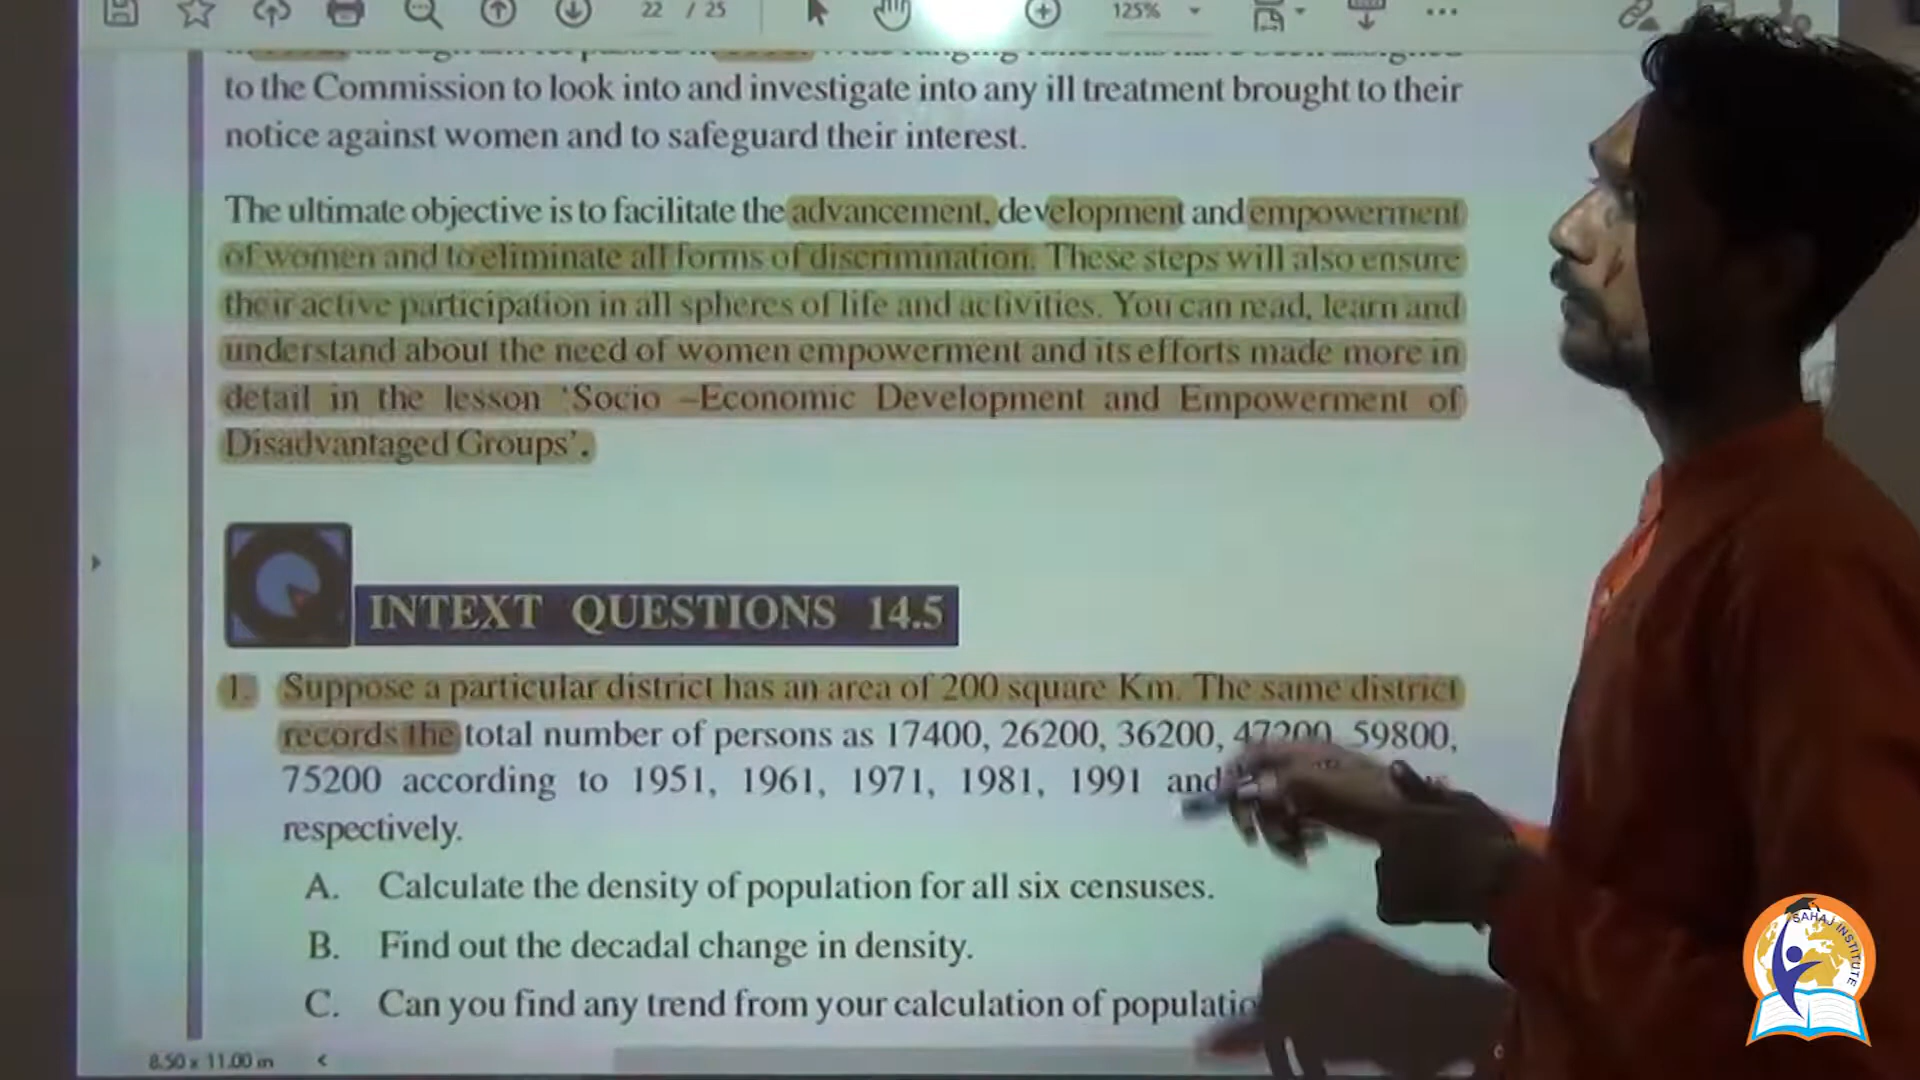 22 / 25
125%
to the Commission to look into and investigate into any ill treatment brought to their
notice against women and to safeguard their interest.
The ultimate objective is to facilitate the advancement, development and empowerment
of women and to eliminate all forms of discrimination. These steps will also ensure
their active participation in all spheres of life and activities. You can read, learn and
understand about the need of women empowerment and its efforts made more in
detail in the lesson ‘Socio –Economic Development and Empowerment of
Disadvantaged Groups’.
INTEXT QUESTIONS 14.5
1. Suppose a particular district has an area of 200 square Km. The same district
records the total number of persons as 17400, 26200, 36200, 47200, 59800,
75200 according to 1951, 1961, 1971, 1981, 1991 and
respectively.
A. Calculate the density of population for all six censuses.
B. Find out the decadal change in density.
C. Can you find any trend from your calculation of
8.50 x 11.00 in
SAHAJ INSTITUTE